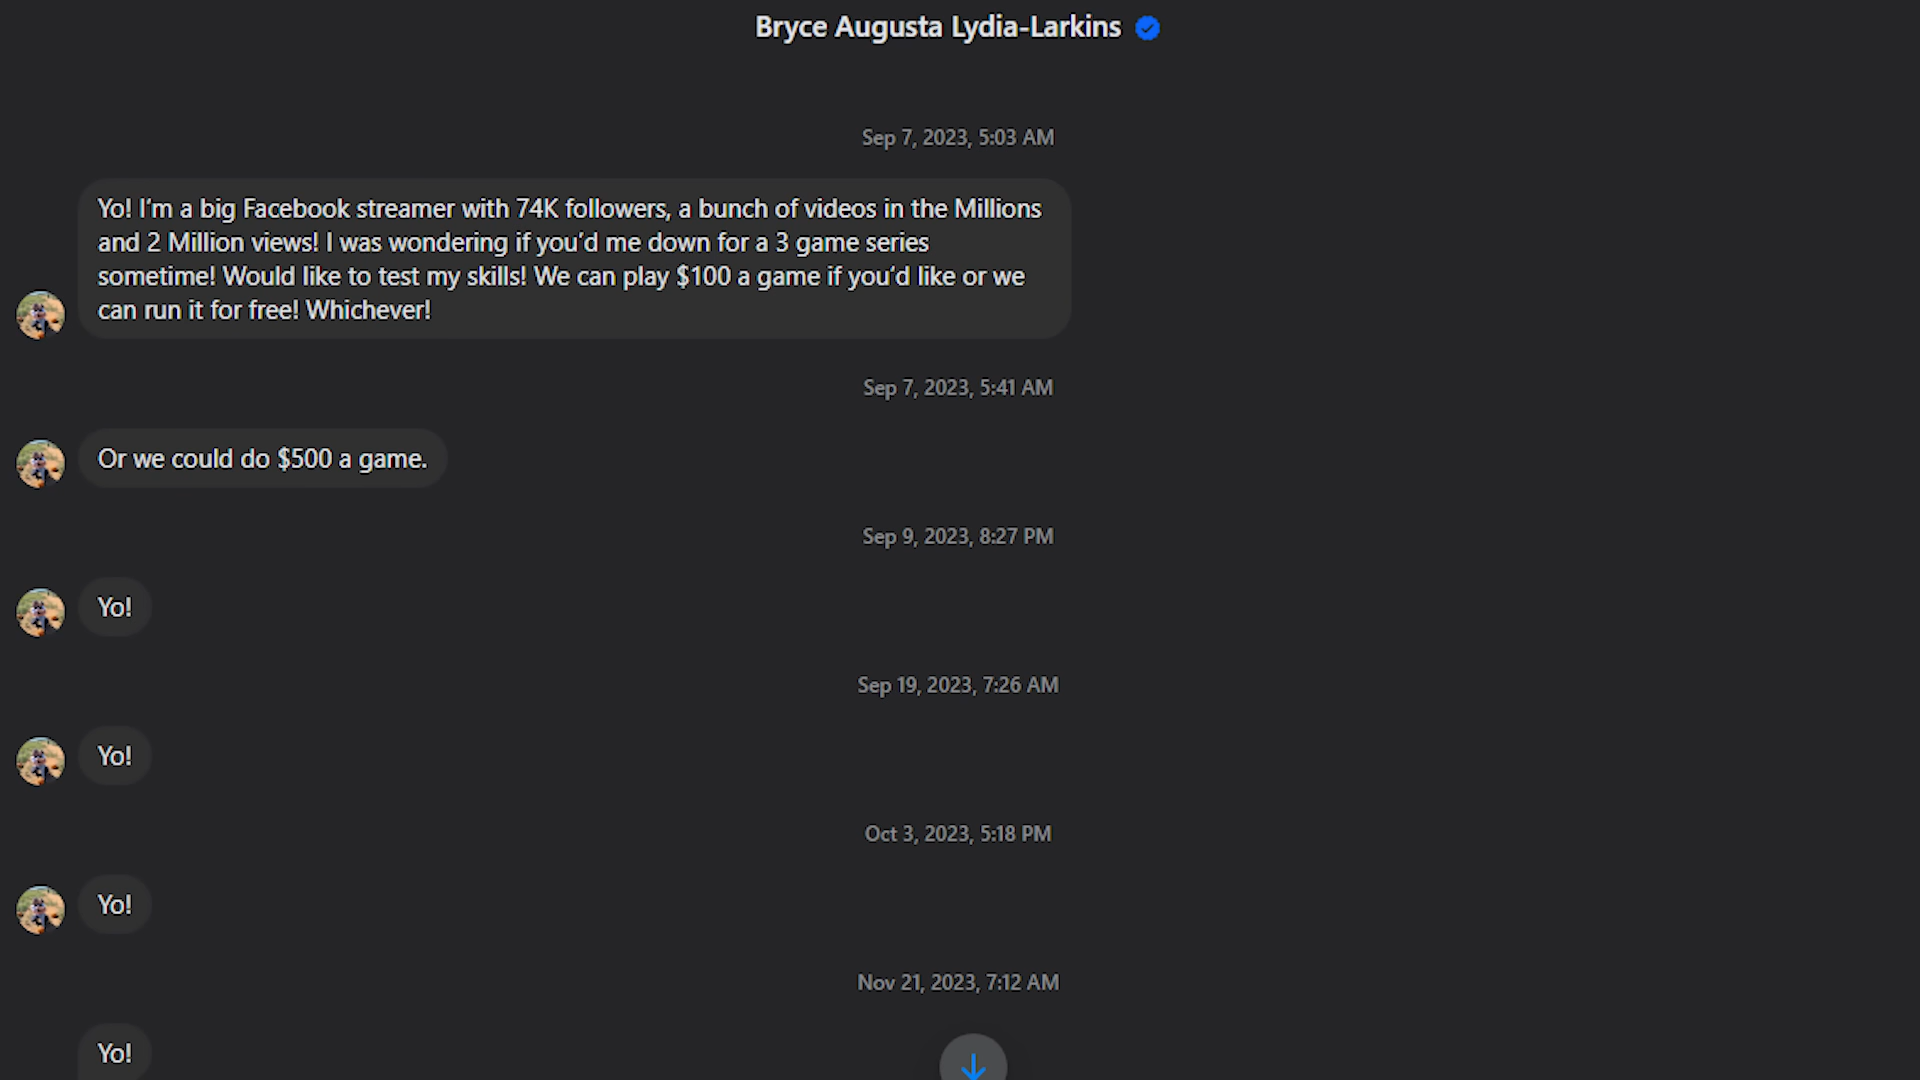 Bryce Augusta Lydia-Larkins
Sep 7, 2023, 5:03 AM
Yo! I’m a big Facebook streamer with 74K followers, a bunch of videos in the Millions
and 2 Million views! I was wondering if you’d me down for a 3 game series
sometime! Would like to test my skills! We can play $100 a game if you’d like or we
can run it for free! Whichever!
Sep 7, 2023, 5:41 AM
Or we could do $500 a game.
Sep 9, 2023, 8:27 PM
Yo!
Sep 19, 2023, 7:26 AM
Yo!
Oct 3, 2023, 5:18 PM
Yo!
Nov 21, 2023, 7:12 AM
Yo!